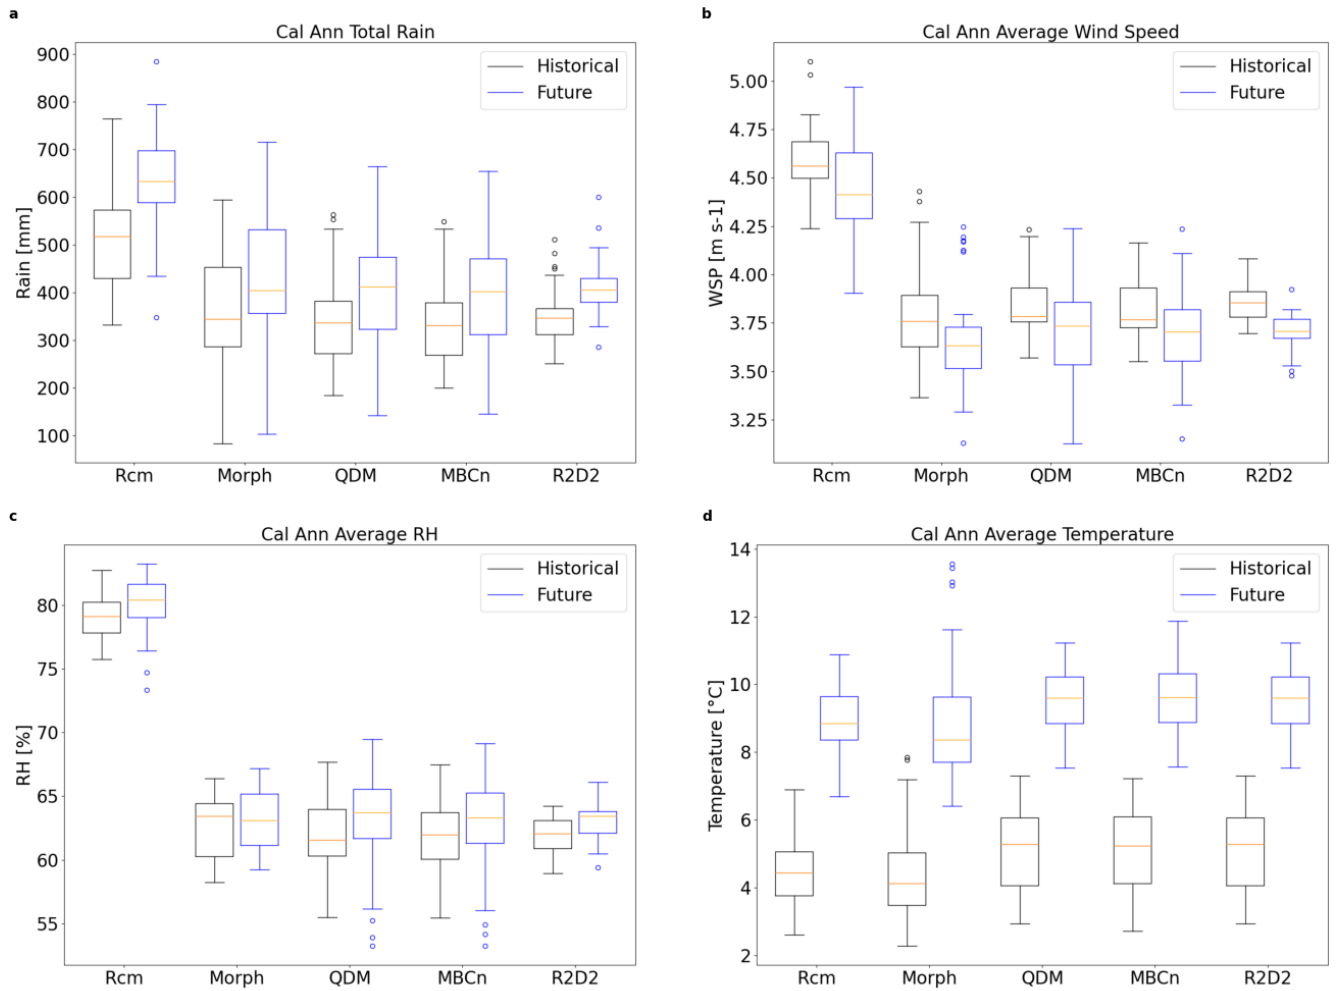 a
Cal Ann Total Rain
Historical
Future
900
800
700
600
500
400
300
200
100
Rain [mm]
Rcm Morph QDM MBCn R2D2
b
Cal Ann Average Wind Speed
Historical
Future
5.00
4.75
4.50
4.25
4.00
3.75
3.50
3.25
WSP [m s-1]
Rcm Morph QDM MBCn R2D2
c
Cal Ann Average RH
Historical
Future
80
75
70
65
60
55
RH [%]
Rcm Morph QDM MBCn R2D2
d
Cal Ann Average Temperature
Historical
Future
14
12
10
8
6
4
2
Temperature [°C]
Rcm Morph QDM MBCn R2D2